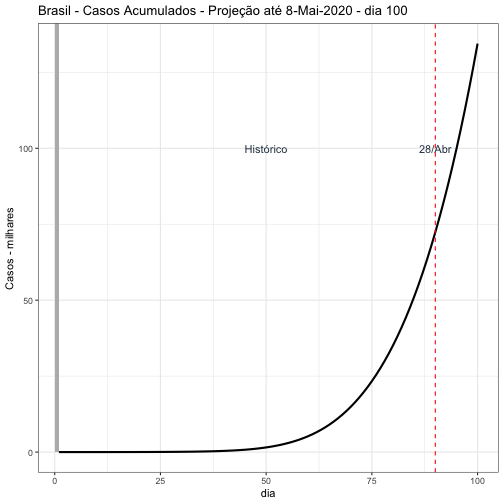 Brasil - Casos Acumulados - Projeção até 8-Mai-2020 - dia 100
Casos - milhares
100
50
0
Histórico
28/Abr
0
25
50
75
100
dia